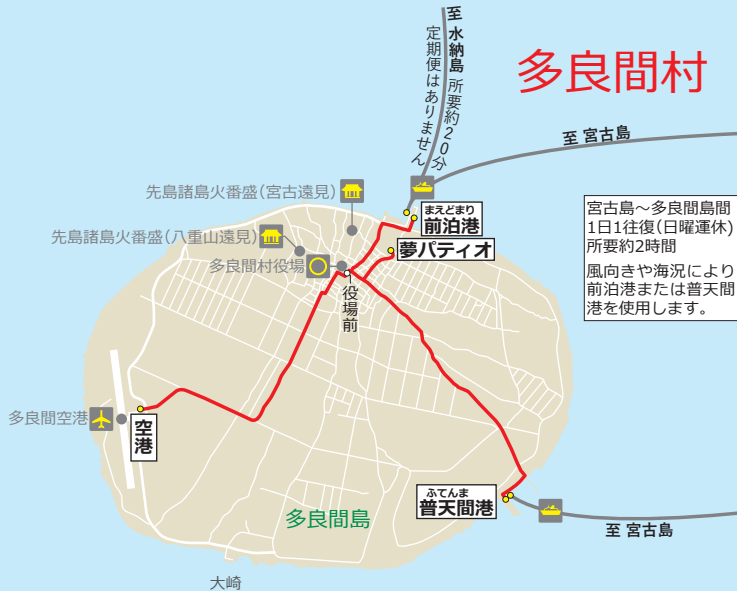 多良間村
至 水納島 所要約20分
定期便はありません
至 宮古島
先島諸島火番盛(宮古遠見)
まえどまり
前泊港
宮古島～多良間島間
1日1往復(日曜運休)
所要約2時間
風向きや海況により
前泊港または普天間
港を使用します。
先島諸島火番盛(八重山遠見)
夢パティオ
多良間村役場
役場前
多良間空港
空港
ふてんま
普天間港
多良間島
至 宮古島
大崎